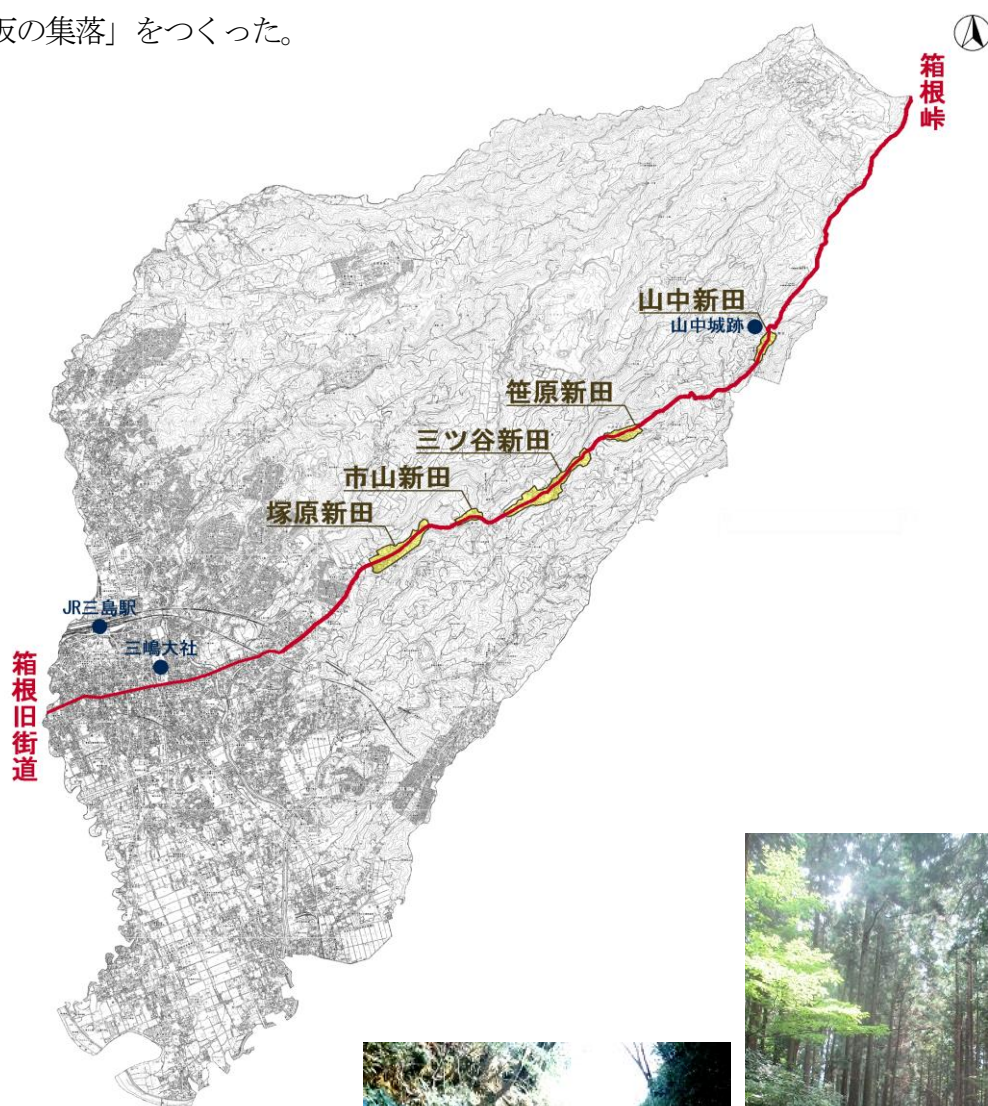 坂の集落」をつくった。
箱根峠
山中新田
山中城跡
笹原新田
三ツ谷新田
市山新田
塚原新田
JR三島駅
三嶋大社
箱根旧街道